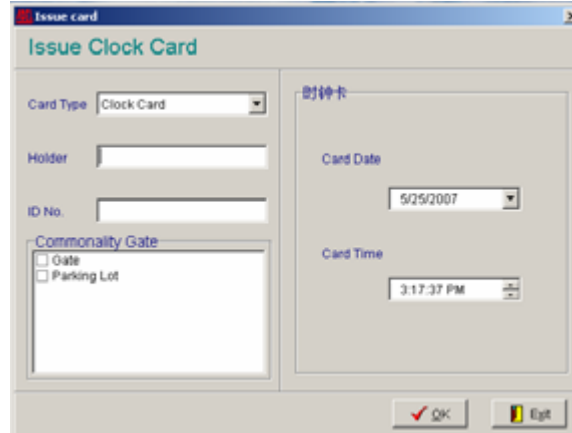 Issue card
Issue Clock Card
Card Type Clock Card
Holder
ID No.
Commonality Gate
Gate
Parking Lot
时钟卡
Card Date
5/25/2007
Card Time
3:17:37 PM
OK
Exit